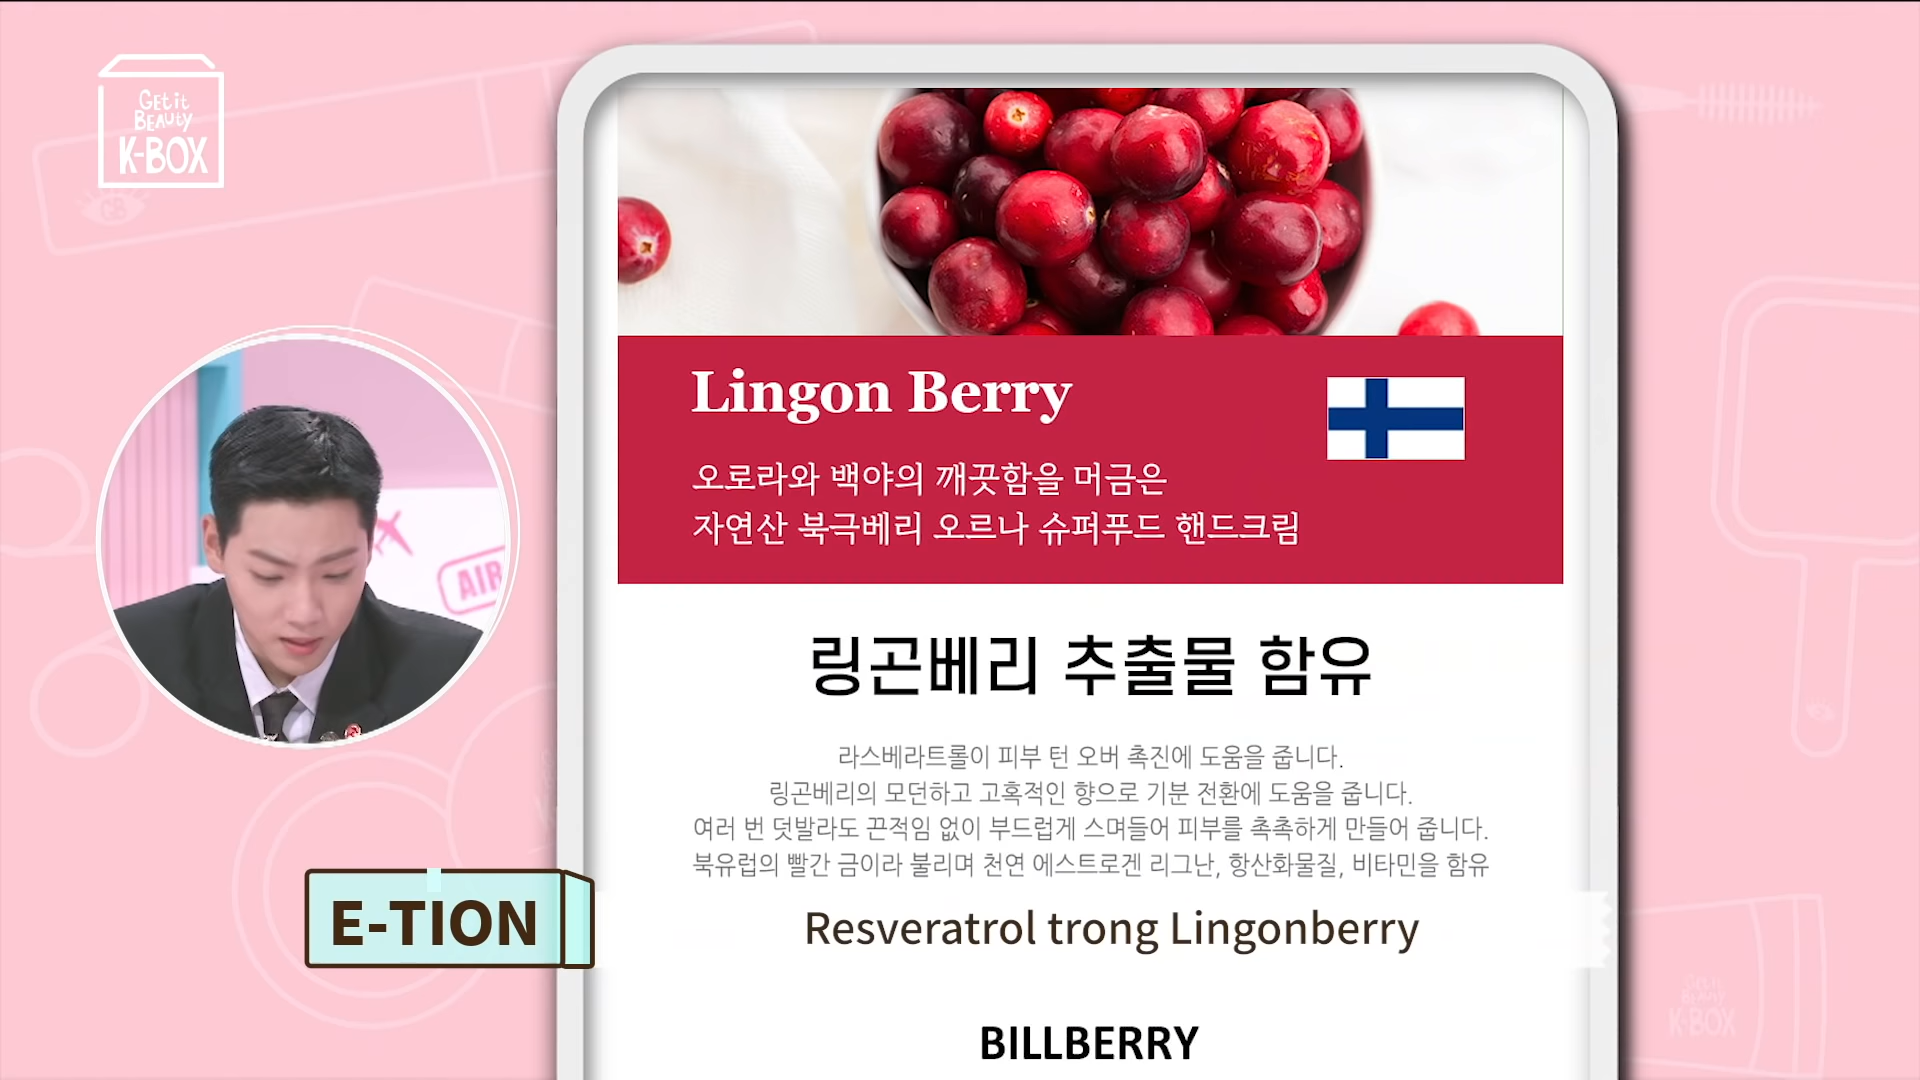 Get it
BEAUTY
K-BOX
Lingon Berry
오로라와 백야의 깨끗함을 머금은
자연산 북극베리 오르나 슈퍼푸드 핸드크림
AIR
링곤베리 추출물 함유
라스베라트롤이 피부 턴 오버 촉진에 도움을 줍니다.
링곤베리의 모던하고 고혹적인 향으로 기분 전환에 도움을 줍니다.
여러 번 덧발라도 끈적임 없이 부드럽게 스며들어 피부를 촉촉하게 만들어 줍니다.
북유럽의 빨간 금이라 불리며 천연 에스트로겐 리그난, 항산화물질, 비타민을 함유
E-TION
Resveratrol trong Lingonberry
BILLBERRY
Get it
BEAUTY
K-BOX